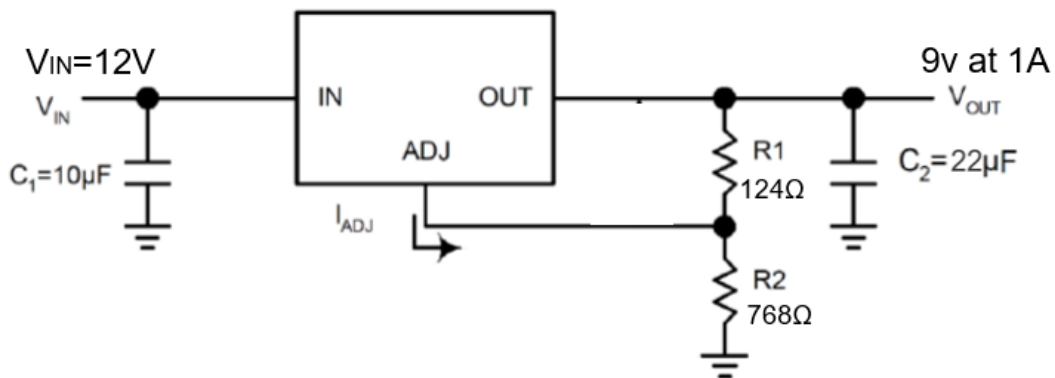 VIN=12V
9v at 1A
VIN
IN
OUT
VOUT
ADJ
R1
124Ω
C1=10µF
C2=22µF
IADJ
R2
768Ω